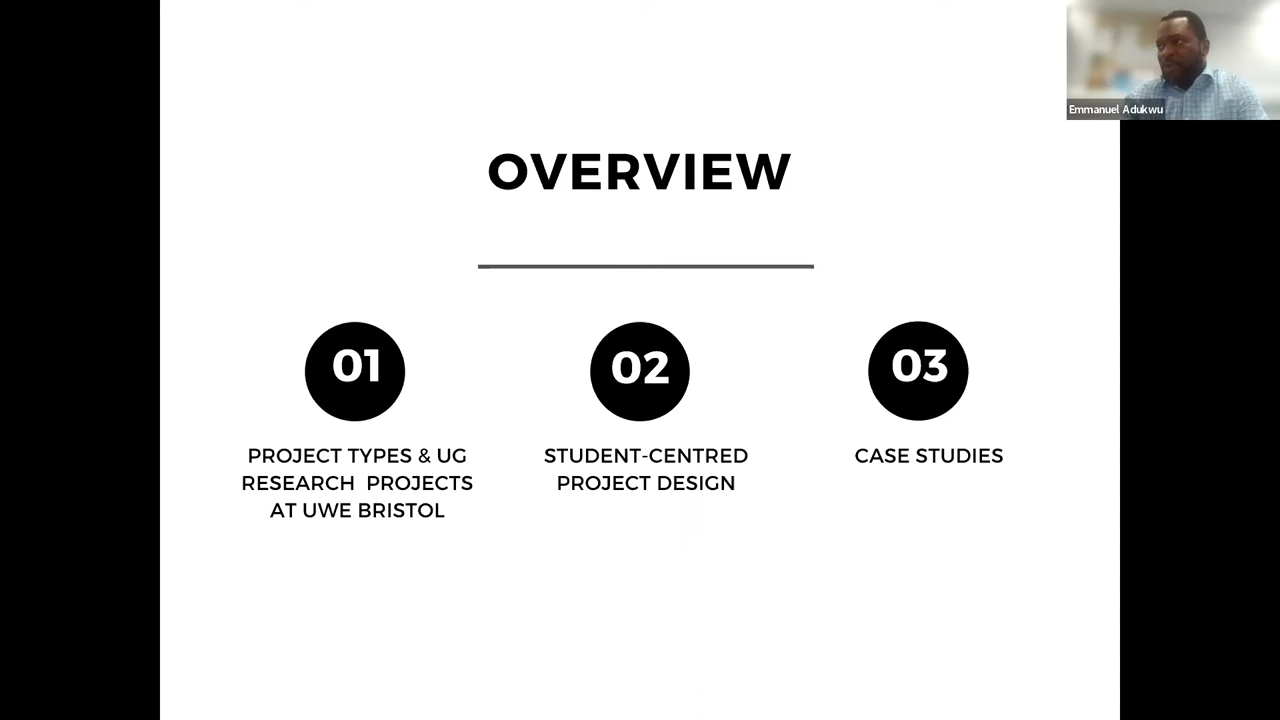 Emmanuel Adukwu
OVERVIEW
01
02
03
PROJECT TYPES & UG
RESEARCH PROJECTS
AT UWE BRISTOL
STUDENT-CENTRED
PROJECT DESIGN
CASE STUDIES